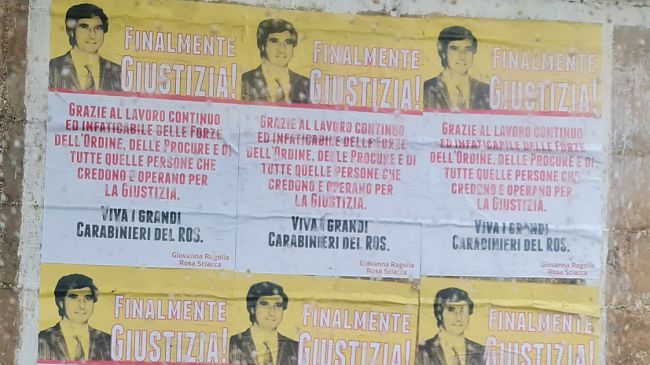 FINALMENTE
GIUSTIZIA!
GRAZIE AL LAVORO CONTINUO
ED INFATICABILE DELLE FORZE
DELL'ORDINE, DELLE PROCURE E DI
TUTTE QUELLE PERSONE CHE
CREDONO E OPERANO PER
LA GIUSTIZIA.
VIVA I GRANDI
CARABINIERI DEL ROS.
Giovanna Ragolia
Rosa Sciacca
FINALMENTE
GIUSTIZIA!
GRAZIE AL LAVORO CONTINUO
ED INFATICABILE DELLE FORZE
DELL'ORDINE, DELLE PROCURE E DI
TUTTE QUELLE PERSONE CHE
CREDONO E OPERANO PER
LA GIUSTIZIA.
VIVA I GRANDI
CARABINIERI DEL ROS.
Giovanna Ragolia
Rosa Sciacca
FINALMENTE
GIUSTIZIA!
GRAZIE AL LAVORO CONTINUO
ED INFATICABILE DELLE FORZE
DELL'ORDINE, DELLE PROCURE E DI
TUTTE QUELLE PERSONE CHE
CREDONO E OPERANO PER
LA GIUSTIZIA.
VIVA I GRANDI
CARABINIERI DEL ROS.
Giovanna Ragolia
Rosa Sciacca
FINALMENTE
GIUSTIZIA!
FINALMENTE
GIUSTIZIA!
FINALMENTE
GIUSTIZIA!